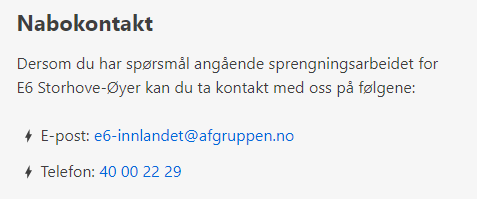 Nabokontakt
Dersom du har spørsmål angående sprengningsarbeidet for
E6 Storhove-Øyer kan du ta kontakt med oss på følgene:
E-post: e6-innlandet@afgruppen.no
Telefon: 40 00 22 29